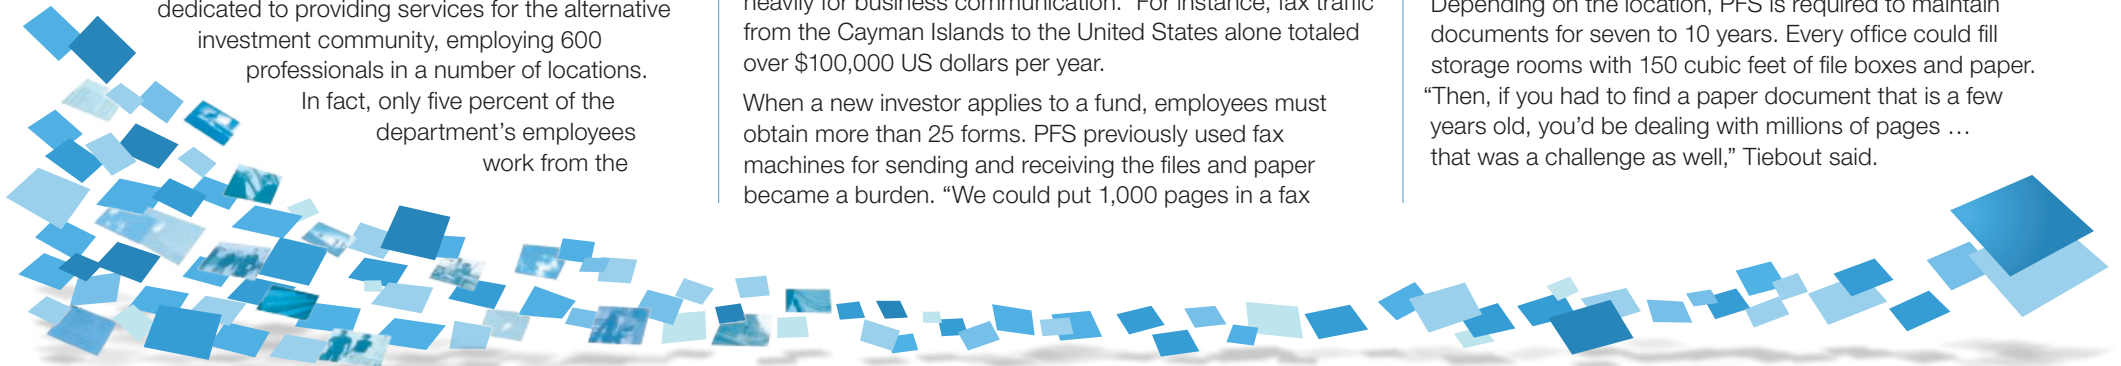 dedicated to providing services for the alternative
investment community, employing 600
professionals in a number of locations.
In fact, only five percent of the
department’s employees
work from the
heavily for business communication. For instance, fax traffic
from the Cayman Islands to the United States alone totaled
over $100,000 US dollars per year.
When a new investor applies to a fund, employees must
obtain more than 25 forms. PFS previously used fax
machines for sending and receiving the files and paper
became a burden. “We could put 1,000 pages in a fax
Depending on the location, PFS is required to maintain
documents for seven to 10 years. Every office could fill
storage rooms with 150 cubic feet of file boxes and paper.
“Then, if you had to find a paper document that is a few
years old, you’d be dealing with millions of pages …
that was a challenge as well,” Tiebout said.